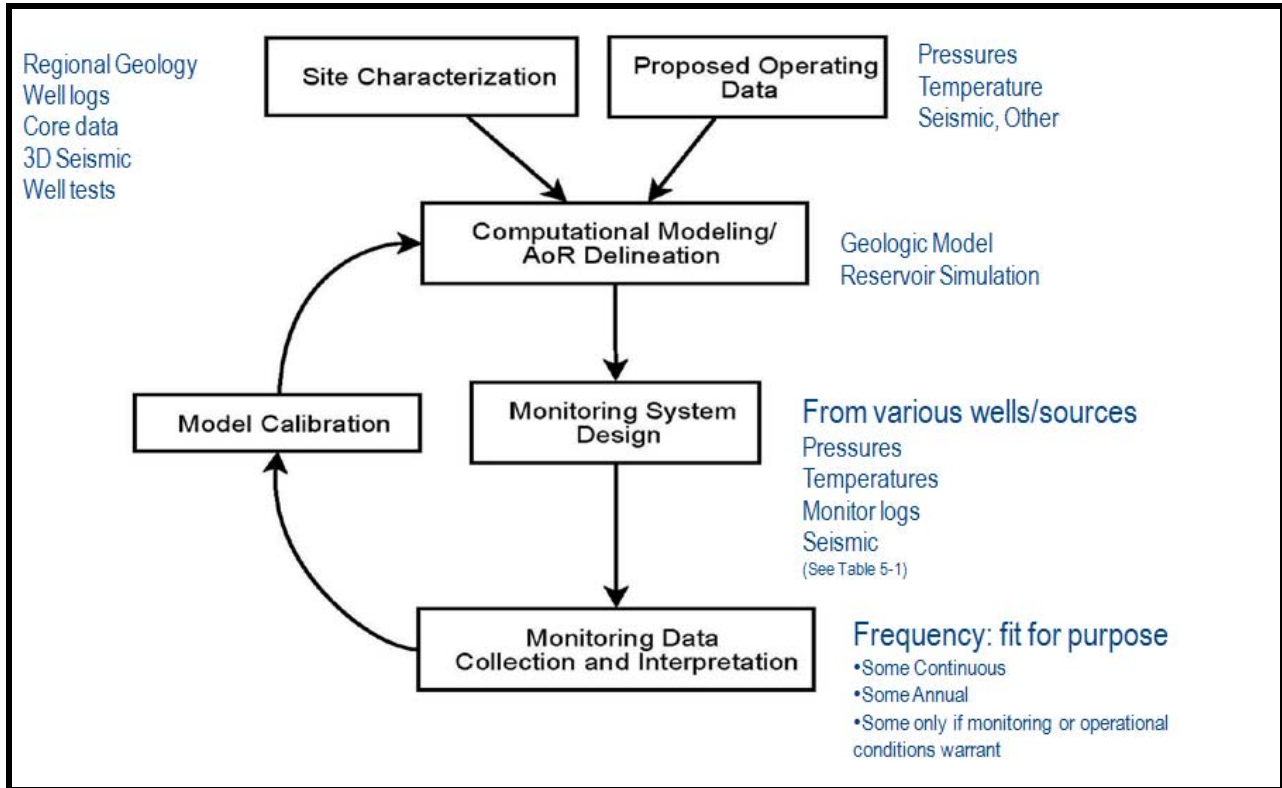 Regional Geology
Well logs
Core data
3D Seismic
Well tests
Site Characterization
Proposed Operating
Data
Pressures
Temperature
Seismic, Other
Computational Modeling/
AoR Delineation
Geologic Model
Reservoir Simulation
Model Calibration
Monitoring System
Design
From various wells/sources
Pressures
Temperatures
Monitor logs
Seismic
(See Table 5-1)
Monitoring Data
Collection and Interpretation
Frequency: fit for purpose
•Some Continuous
•Some Annual
•Some only if monitoring or operational
conditions warrant